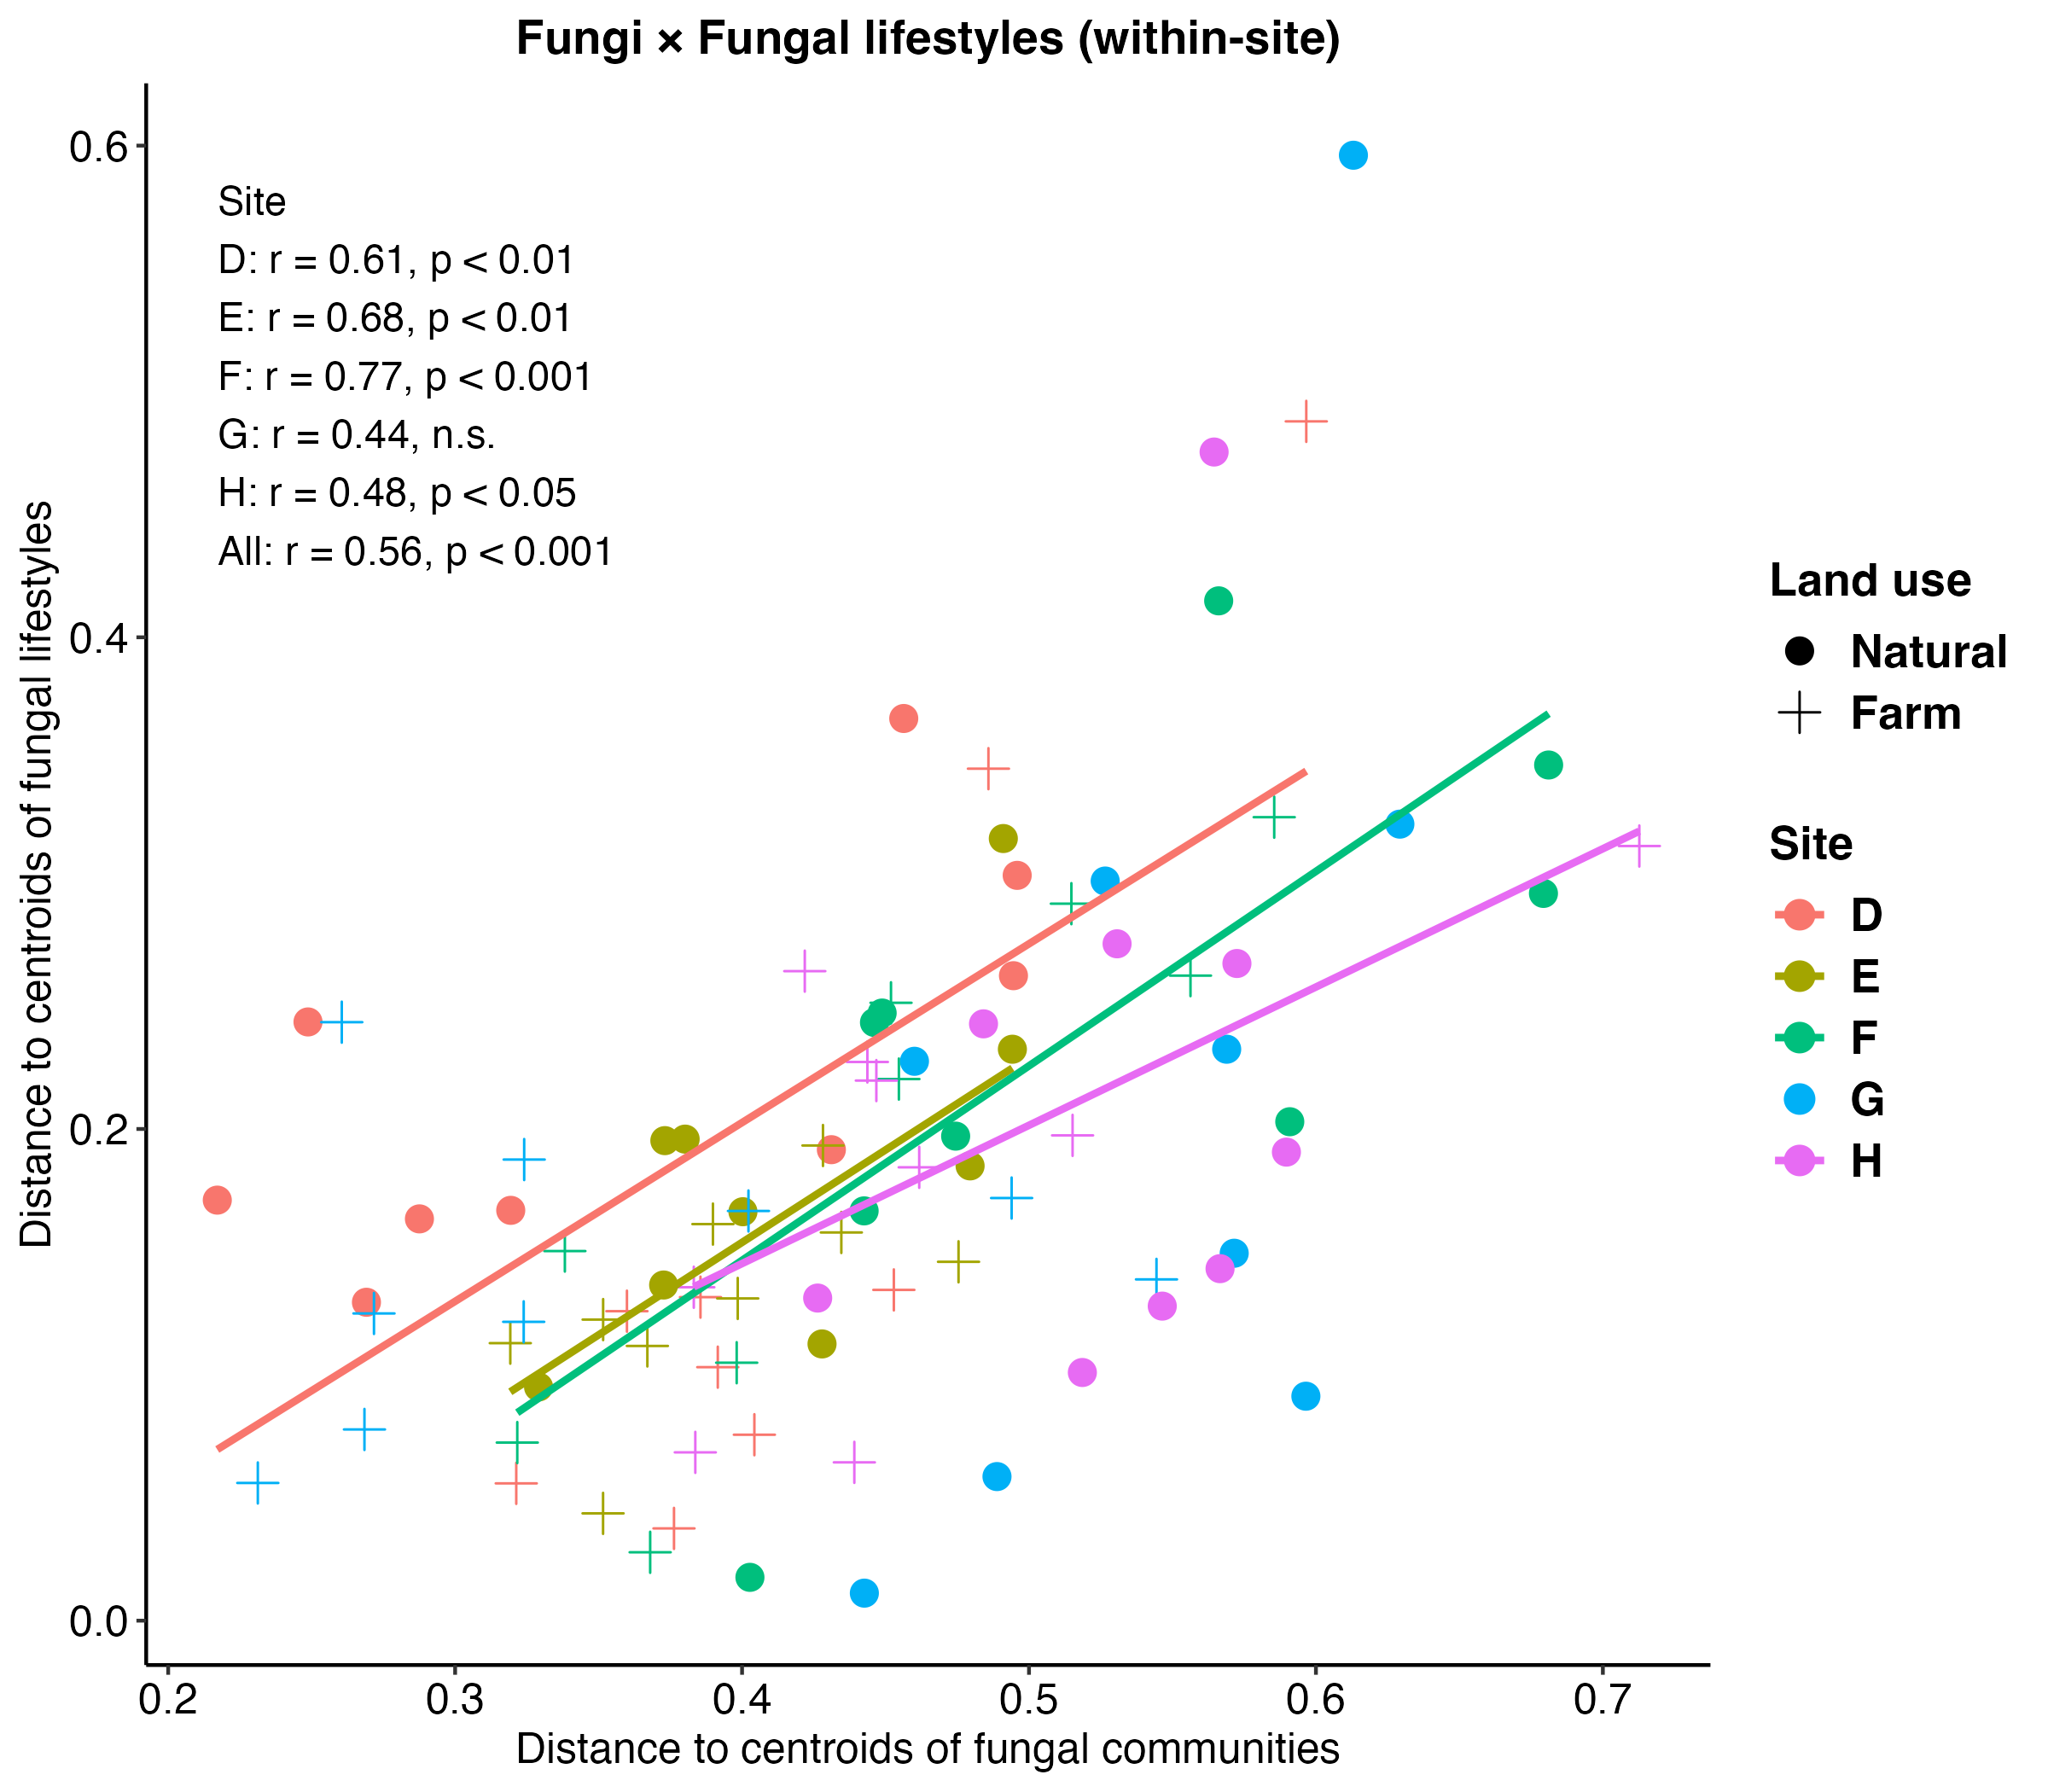 Fungi × Fungal lifestyles (within-site)
Site
D: r = 0.61, p < 0.01
E: r = 0.68, p < 0.01
F: r = 0.77, p < 0.001
G: r = 0.44, n.s.
H: r = 0.48, p < 0.05
All: r = 0.56, p < 0.001
Distance to centroids of fungal lifestyles
0.6
0.4
0.2
0.0
0.2 0.3 0.4 0.5 0.6 0.7
Distance to centroids of fungal communities
Land use
Natural
Farm
Site
D
E
F
G
H